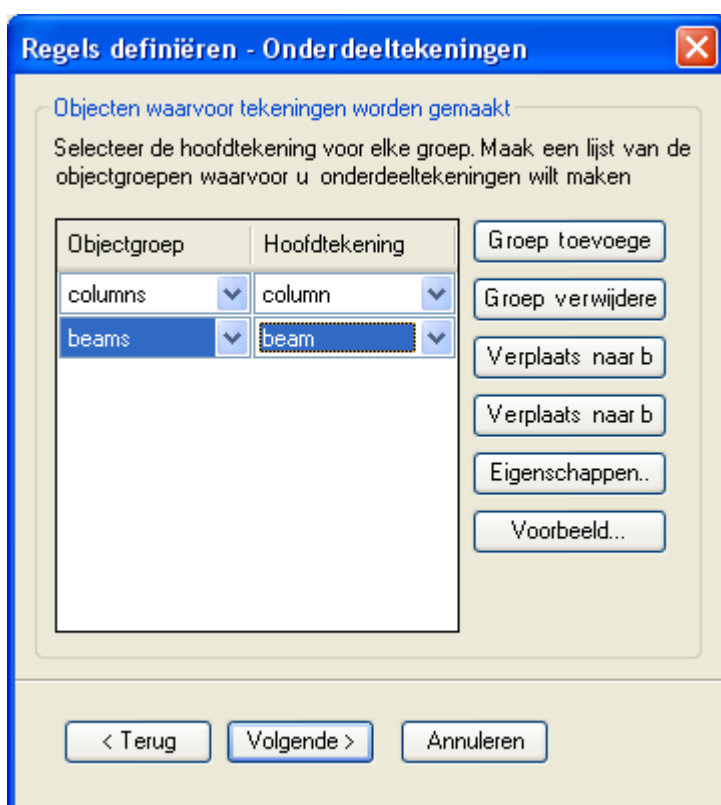 Regels definiëren - Onderdeeltekeningen
Objecten waarvoor tekeningen worden gemaakt
Selecteer de hoofdtekening voor elke groep. Maak een lijst van de
objectgroepen waarvoor u onderdeeltekeningen wilt maken
Objectgroep Hoofdtekening
columns column
beams beam
Groep toevoege
Groep verwijdere
Verplaats naar b
Verplaats naar b
Eigenschappen..
Voorbeeld...
< Terug Volgende > Annuleren